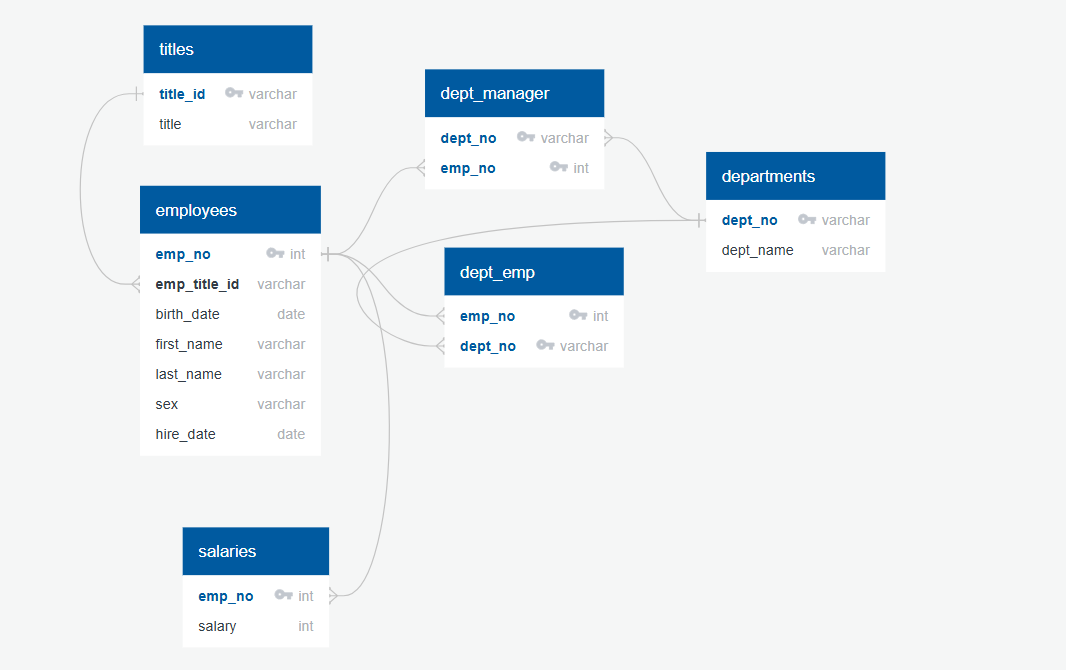 titles
title_id varchar
title varchar
employees
emp_no int
emp_title_id varchar
birth_date date
first_name varchar
last_name varchar
sex varchar
hire_date date
salaries
emp_no int
salary int
dept_manager
dept_no varchar
emp_no int
dept_emp
emp_no int
dept_no varchar
departments
dept_no varchar
dept_name varchar